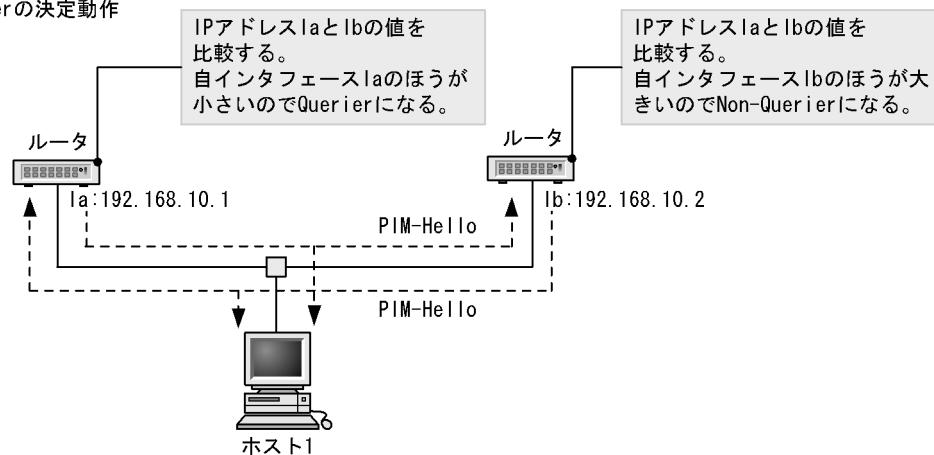 erの決定動作
IPアドレスIaとIbの値を
比較する。
自インタフェースIaのほうが
小さいのでQuerierになる。
IPアドレスIaとIbの値を
比較する。
自インタフェースIbのほうが大
きいのでNon-Querierになる。
ルータ
ルータ
Ia:192.168.10.1
Ib:192.168.10.2
PIM-Hello
PIM-Hello
ホスト1